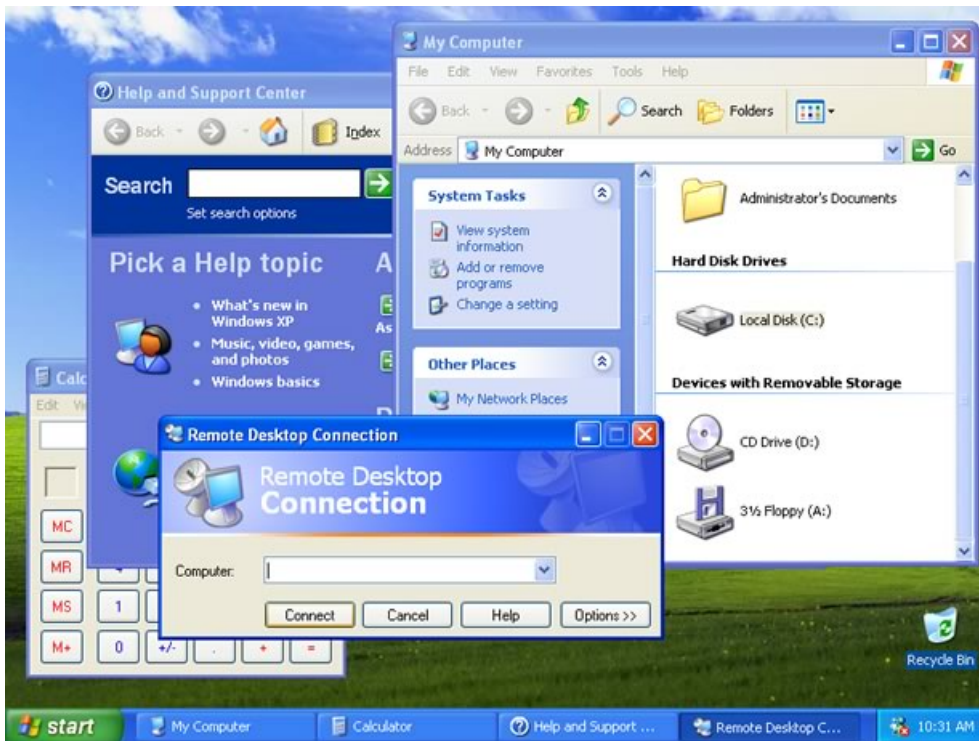 My Computer
File Edit View Favorites Tools Help
Back Search Folders
Address My Computer Go
System Tasks
View system
information
Add or remove
programs
Change a setting
Other Places
My Network Places
Administrator's Documents
Hard Disk Drives
Local Disk (C:)
Devices with Removable Storage
CD Drive (D:)
3½ Floppy (A:)
Help and Support Center
Back Index
Search
Set search options
Pick a Help topic
What's new in
Windows XP
Music, video, games,
and photos
Windows basics
A
As
Calc
Edit
MC
MR
MS 1
M+ 0 +/- . + =
Remote Desktop Connection
Remote Desktop
Connection
Computer:
Connect Cancel Help Options >>
Recycle Bin
start My Computer Calculator Help and Support ... Remote Desktop C... 10:31 AM